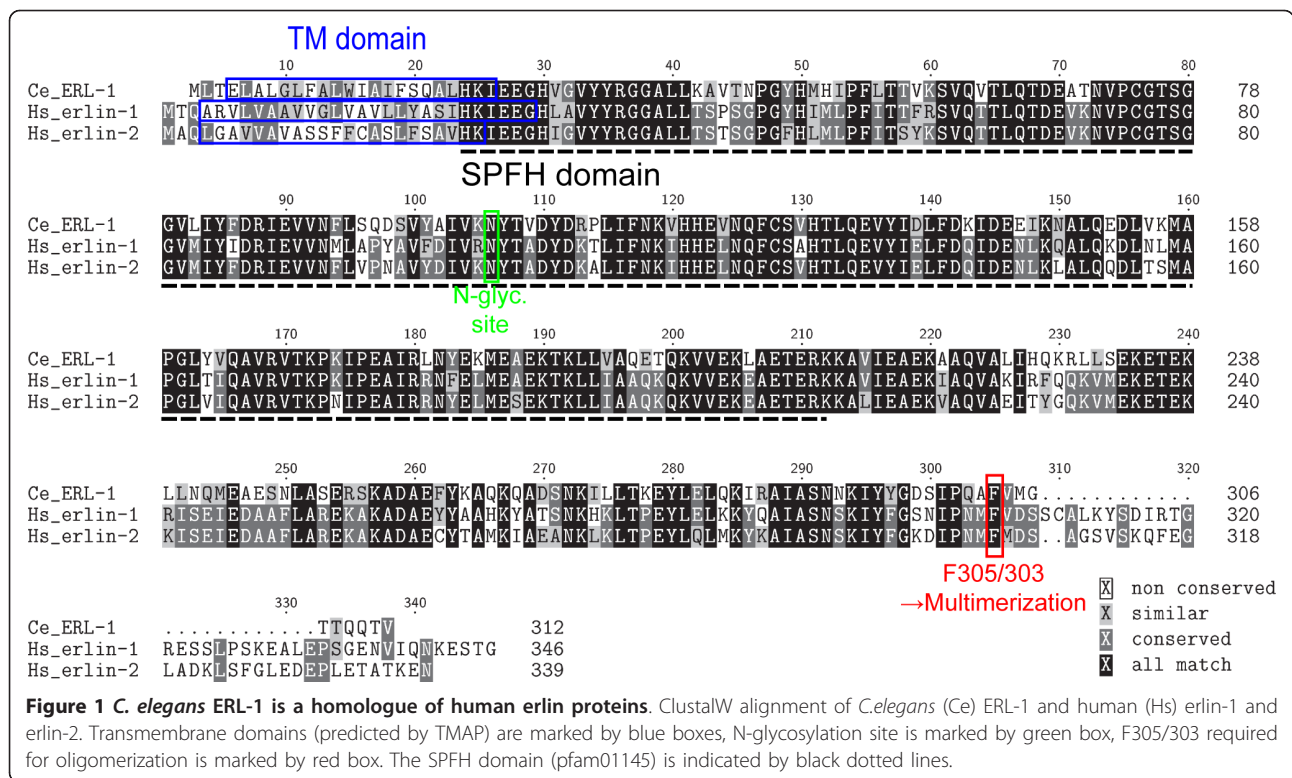 TM domain
10 20 30 40 50 60 70 80
Ce_ERL-1 MLTELALGLFALWIAIFSQALHKIEEGHVGVYYRGGALLKAVTNPGYHMHIPFLTTVKSVQVTLQTDEATNVPCGTSG 78
Hs_erlin-1 MTQARVLVAAVVGLVAVLLYASIHKIEEGHLAVYYRGGALLTSPSGPGYHIMLPFITTFRSVQTTLQTDEVKNVPCGTSG 80
Hs_erlin-2 MAQLGAVVAVASSFFCASLFSAVHKIEEGHIGVYYRGGALLTSTSGPGFHLMLPFITSYKSVQTTLQTDEVKNVPCGTSG 80
SPFH domain
90 100 110 120 130 140 150 160
Ce_ERL-1 GVLIYFDRIEVVNFLSQDSVYAIVKNYTVDYDRPLIFNKVHHEVNQFCSVHTLQEVYIDLFDKIDEEIKNALQEDLVKMA 158
Hs_erlin-1 GVMIYIDRIEVVNMLAPYAVFDIVRNYTADYDKTLIFNKIHHELNQFCSAHTLQEVYIELFDQIDENLKQALQKDLNLMA 160
Hs_erlin-2 GVMIYFDRIEVVNFLVPNAVYDIVKNYTADYDKALIFNKIHHELNQFCSVHTLQEVYIELFDQIDENLKLALQQDLTSMA 160
N-glyc.
site
170 180 190 200 210 220 230 240
Ce_ERL-1 PGLYVQAVRVTKPKIPEAIRLNYEKMEAEKTKLLVAQETQKVVEKLAETERKKAVIEAEKAAQVALIHQKRLLSEKETEK 238
Hs_erlin-1 PGLTIQAVRVTKPKIPEAIRRNFELMEAEKTKLLIAAQKQKVVEKEAETERKKAVIEAEKIAQVAKIRFQQKVMEKETEK 240
Hs_erlin-2 PGLVIQAVRVTKPNIPEAIRRNYELMESEKTKLLIAAQKQKVVEKEAETERKKALIEAEKVAQVAEITYGQKVMEKETEK 240
250 260 270 280 290 300 310 320
Ce_ERL-1 LLNQMEAESNLASERSKADAEFYKAQKQADSNKILLTKEYLELQKIRAIASNNKIYYGDSIPQAFVMG............ 306
Hs_erlin-1 RISEIEDAAFLAREKAKADAEYYAAHKYATSNKHKLTPEYLELKKYQAIASNSKIYFGSNIPNMFVDSSCALKYSDIRTG 320
Hs_erlin-2 KISEIEDAAFLAREKAKADAECYTAMKIAEANKLKLTPEYLQLMKYKAIASNSKIYFGKDIPNMFMDS..AGSVSKQFEG 318
F305/303
→Multimerization
330 340
Ce_ERL-1 ............TTQQTV 312
Hs_erlin-1 RESSLPSKEALEPSGENVIQNKESTG 346
Hs_erlin-2 LADKLSFGLEDEPLETATKEN 339
X non conserved
X similar
X conserved
X all match
Figure 1 C. elegans ERL-1 is a homologue of human erlin proteins. ClustalW alignment of C.elegans (Ce) ERL-1 and human (Hs) erlin-1 and
erlin-2. Transmembrane domains (predicted by TMAP) are marked by blue boxes, N-glycosylation site is marked by green box, F305/303 required
for oligomerization is marked by red box. The SPFH domain (pfam01145) is indicated by black dotted lines.